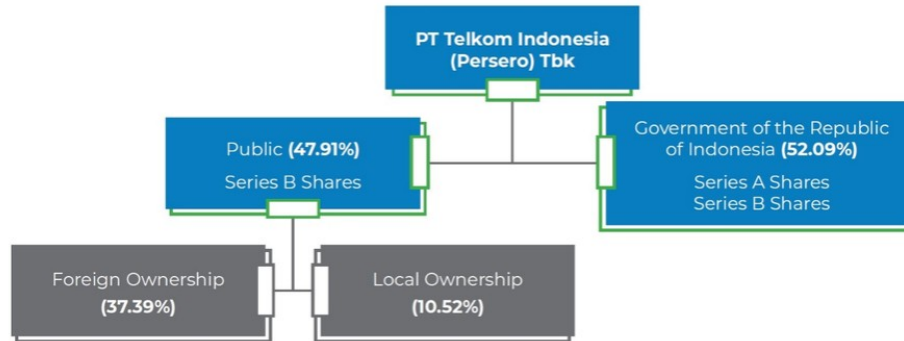 PT Telkom Indonesia
(Persero) Tbk
Public (47.91%)
Series B Shares
Government of the Republic
of Indonesia (52.09%)
Series A Shares
Series B Shares
Foreign Ownership
(37.39%)
Local Ownership
(10.52%)